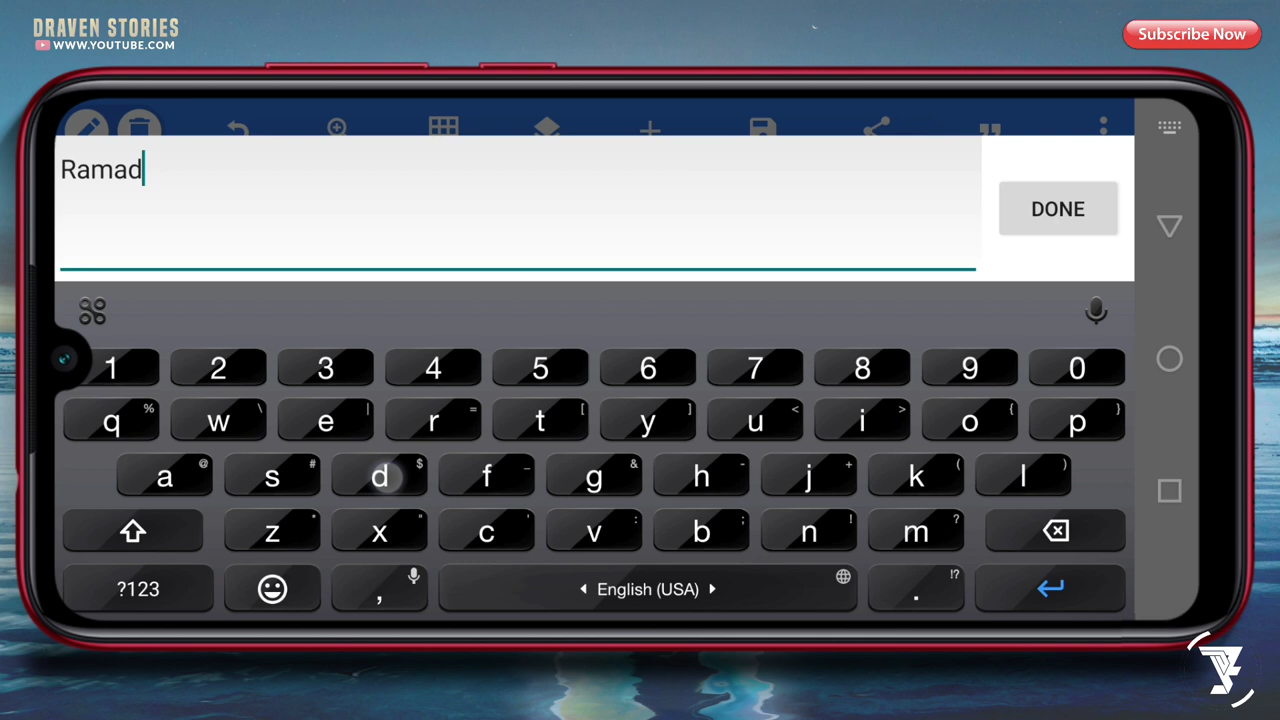 DRAVEN STORIES
WWW.YOUTUBE.COM
Subscribe Now
Ramad
DONE
1 2 3 4 5 6 7 8 9 0
q % w \ e | r = t [ y ] u < i > o { p }
a @ s # d $ f _ g & h - j + k ( l )
z * x " c ' v : b ; n ! m ?
?123 , English (USA) . !?